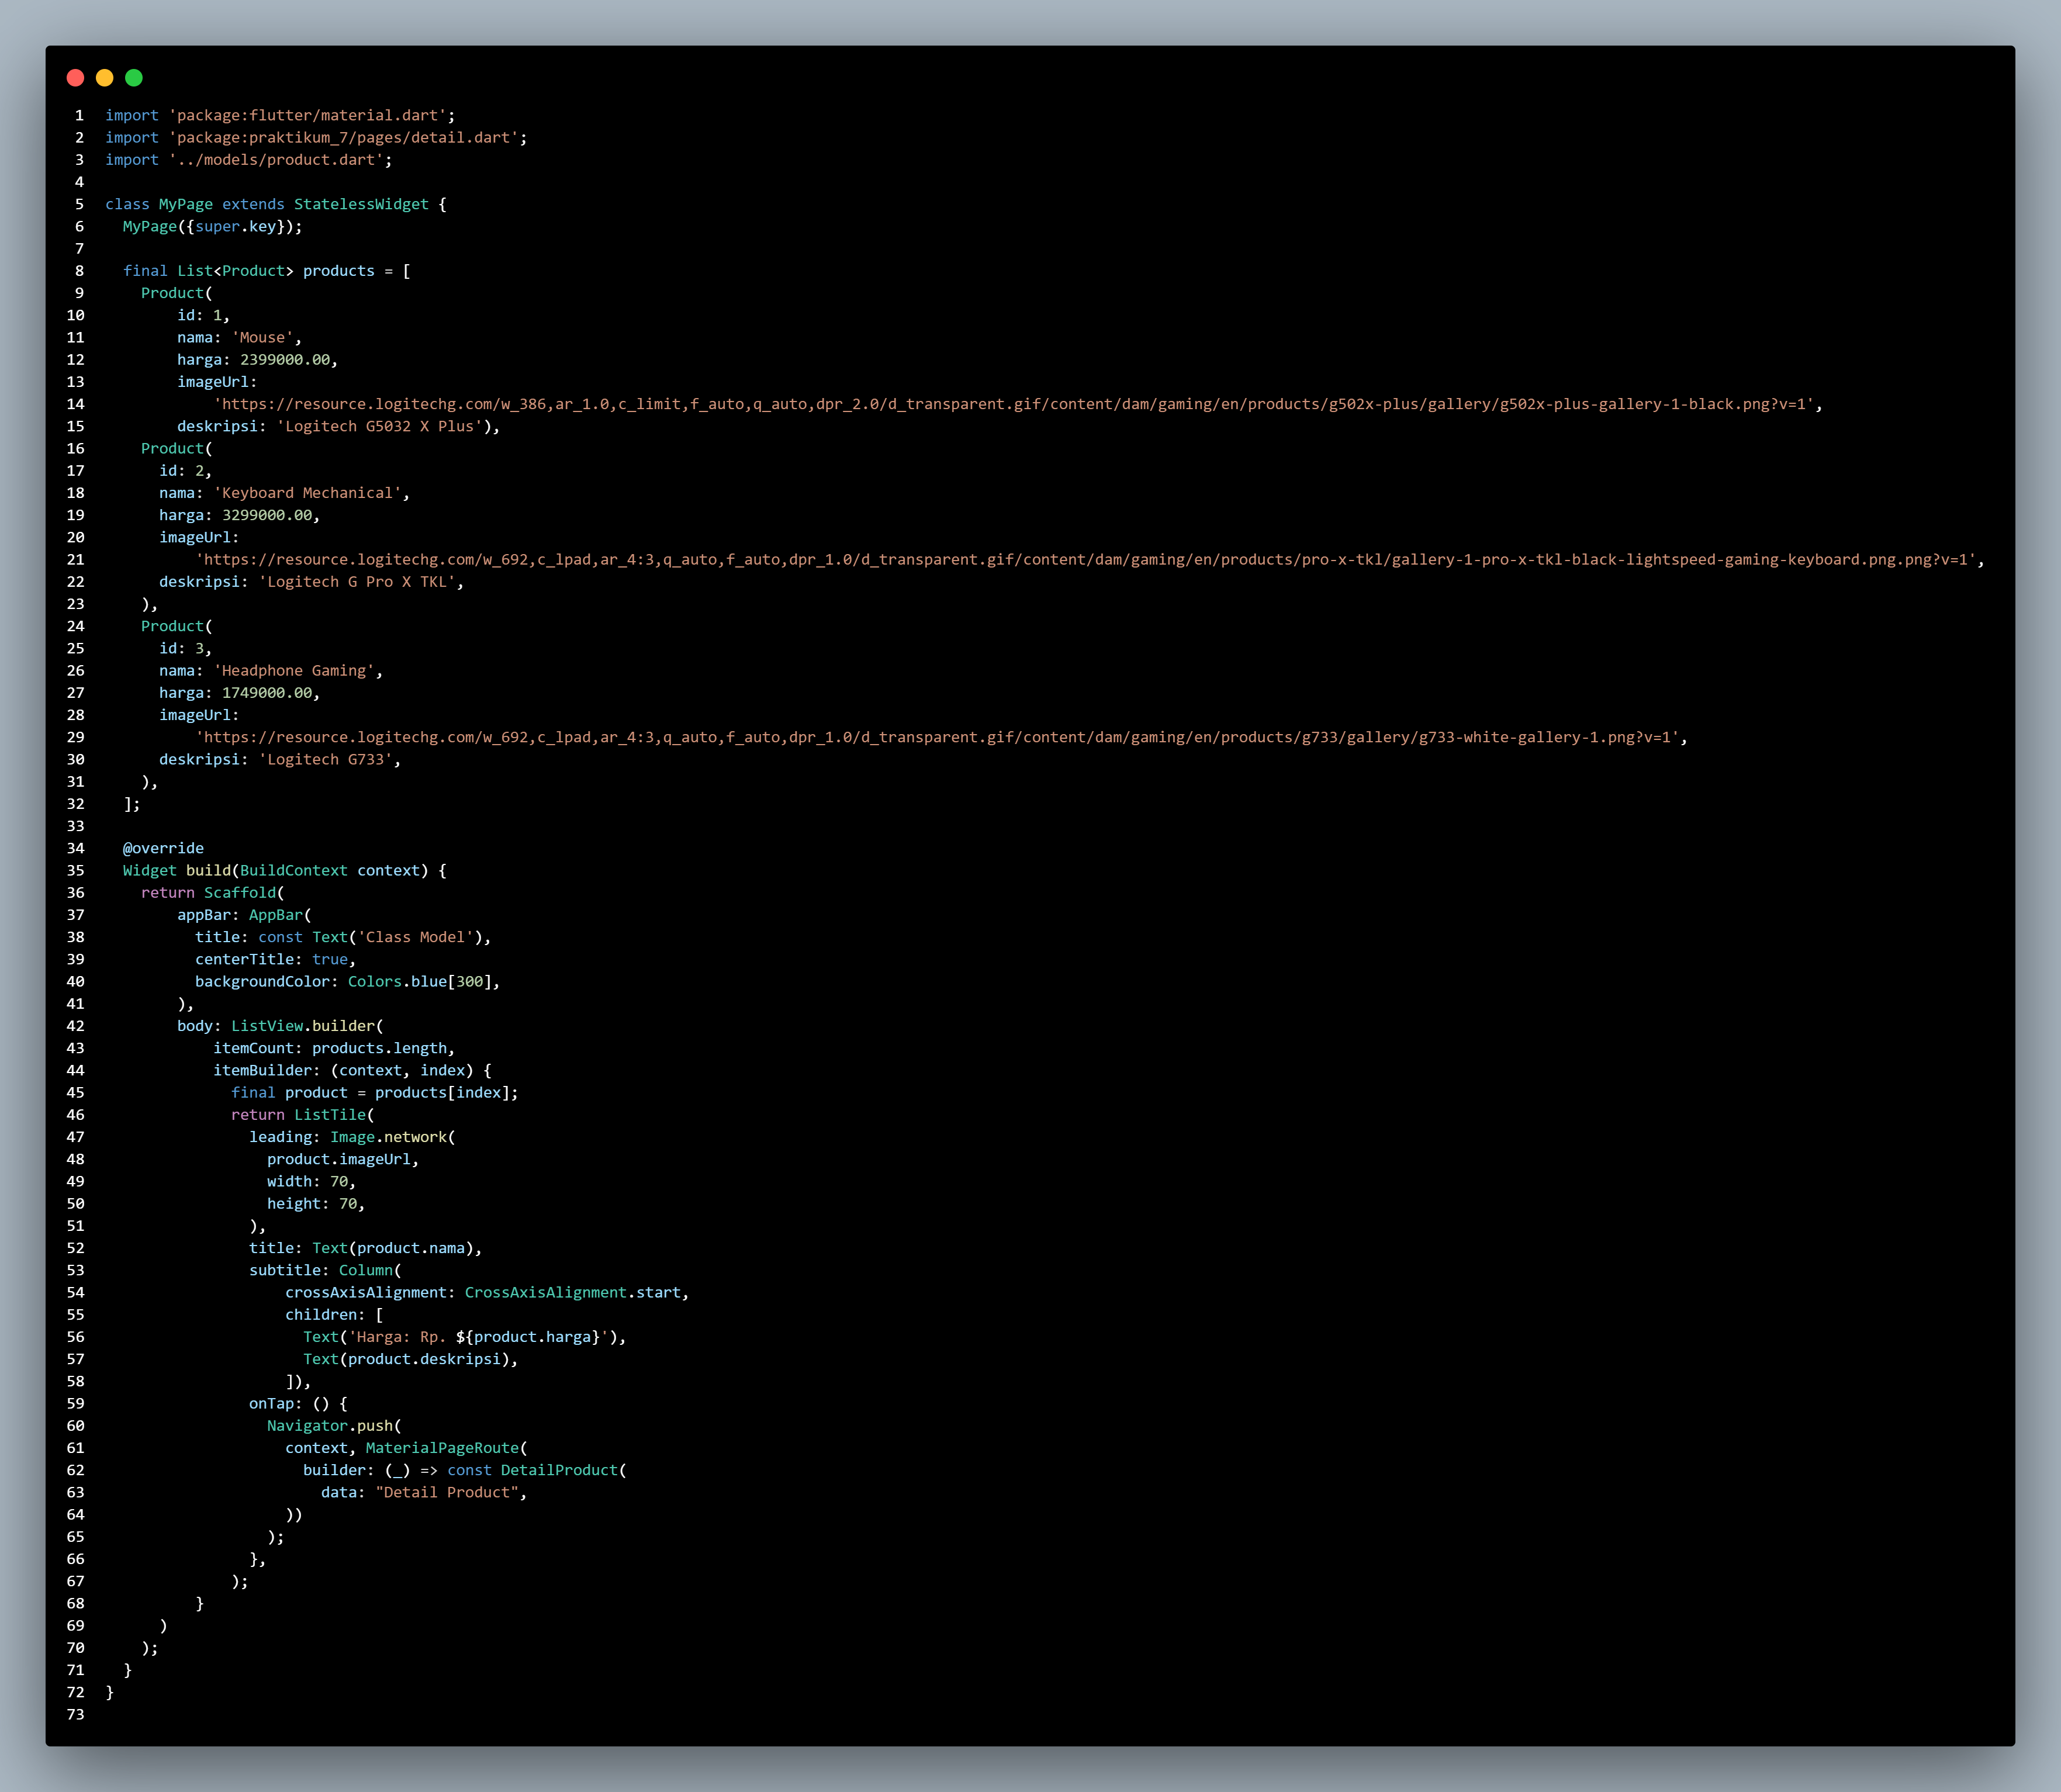 1 import 'package:flutter/material.dart';
2 import 'package:praktikum_7/pages/detail.dart';
3 import '../models/product.dart';
4
5 class MyPage extends StatelessWidget {
6   MyPage({super.key});
7
8   final List<Product> products = [
9     Product(
10         id: 1,
11         nama: 'Mouse',
12         harga: 2399000.00,
13         imageUrl:
14             'https://resource.logitechg.com/w_386,ar_1.0,c_limit,f_auto,q_auto,dpr_2.0/d_transparent.gif/content/dam/gaming/en/products/g502x-plus/gallery/g502x-plus-gallery-1-black.png?v=1',
15         deskripsi: 'Logitech G5032 X Plus'),
16     Product(
17       id: 2,
18       nama: 'Keyboard Mechanical',
19       harga: 3299000.00,
20       imageUrl:
21           'https://resource.logitechg.com/w_692,c_lpad,ar_4:3,q_auto,f_auto,dpr_1.0/d_transparent.gif/content/dam/gaming/en/products/pro-x-tkl/gallery-1-pro-x-tkl-black-lightspeed-gaming-keyboard.png.png?v=1',
22       deskripsi: 'Logitech G Pro X TKL',
23     ),
24     Product(
25       id: 3,
26       nama: 'Headphone Gaming',
27       harga: 1749000.00,
28       imageUrl:
29           'https://resource.logitechg.com/w_692,c_lpad,ar_4:3,q_auto,f_auto,dpr_1.0/d_transparent.gif/content/dam/gaming/en/products/g733/gallery/g733-white-gallery-1.png?v=1',
30       deskripsi: 'Logitech G733',
31     ),
32   ];
33
34   @override
35   Widget build(BuildContext context) {
36     return Scaffold(
37         appBar: AppBar(
38           title: const Text('Class Model'),
39           centerTitle: true,
40           backgroundColor: Colors.blue[300],
41         ),
42         body: ListView.builder(
43             itemCount: products.length,
44             itemBuilder: (context, index) {
45               final product = products[index];
46               return ListTile(
47                 leading: Image.network(
48                   product.imageUrl,
49                   width: 70,
50                   height: 70,
51                 ),
52                 title: Text(product.nama),
53                 subtitle: Column(
54                     crossAxisAlignment: CrossAxisAlignment.start,
55                     children: [
56                       Text('Harga: Rp. ${product.harga}'),
57                       Text(product.deskripsi),
58                     ]),
59                 onTap: () {
60                   Navigator.push(
61                     context, MaterialPageRoute(
62                       builder: (_) => const DetailProduct(
63                         data: "Detail Product",
64                     ))
65                   );
66                 },
67               );
68           }
69       )
70     );
71   }
72 }
73